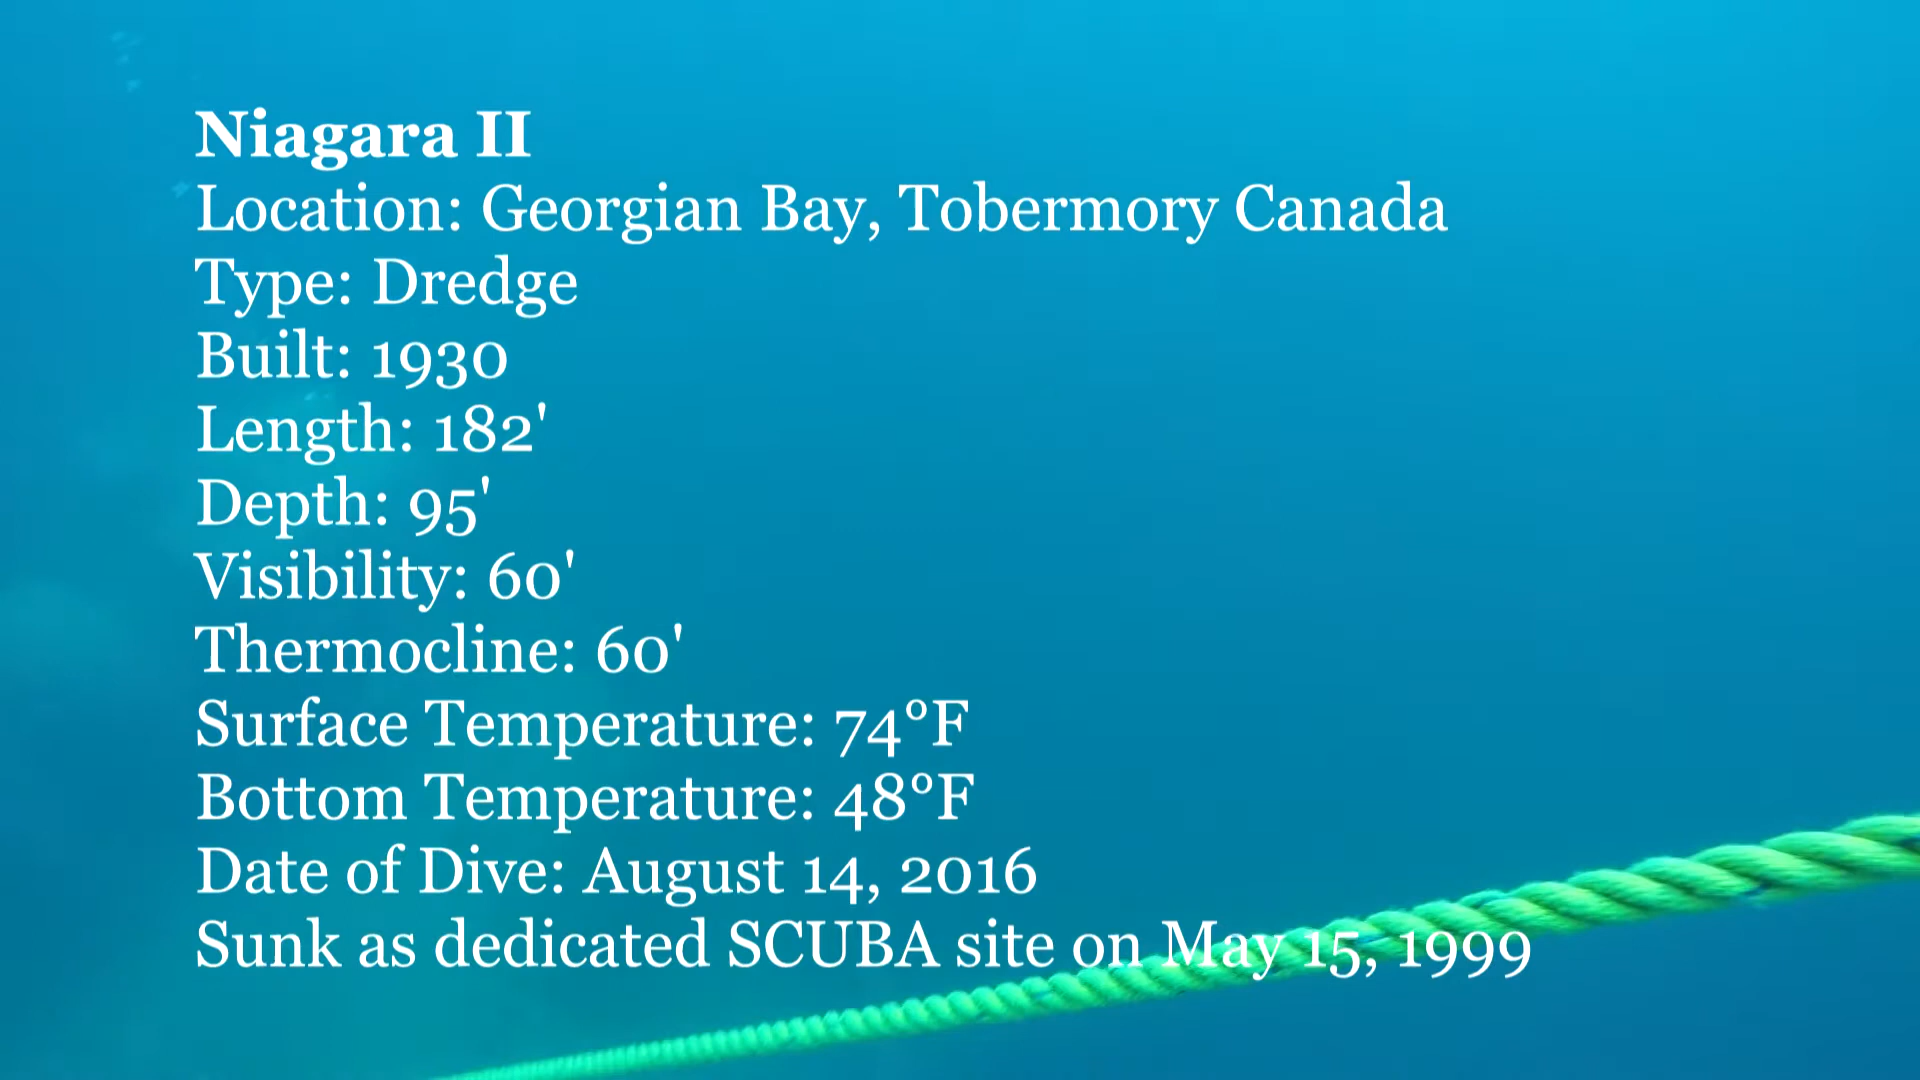 Niagara II
Location: Georgian Bay, Tobermory Canada
Type: Dredge
Built: 1930
Length: 182'
Depth: 95'
Visibility: 60'
Thermocline: 60'
Surface Temperature: 74°F
Bottom Temperature: 48°F
Date of Dive: August 14, 2016
Sunk as dedicated SCUBA site on May 15, 1999